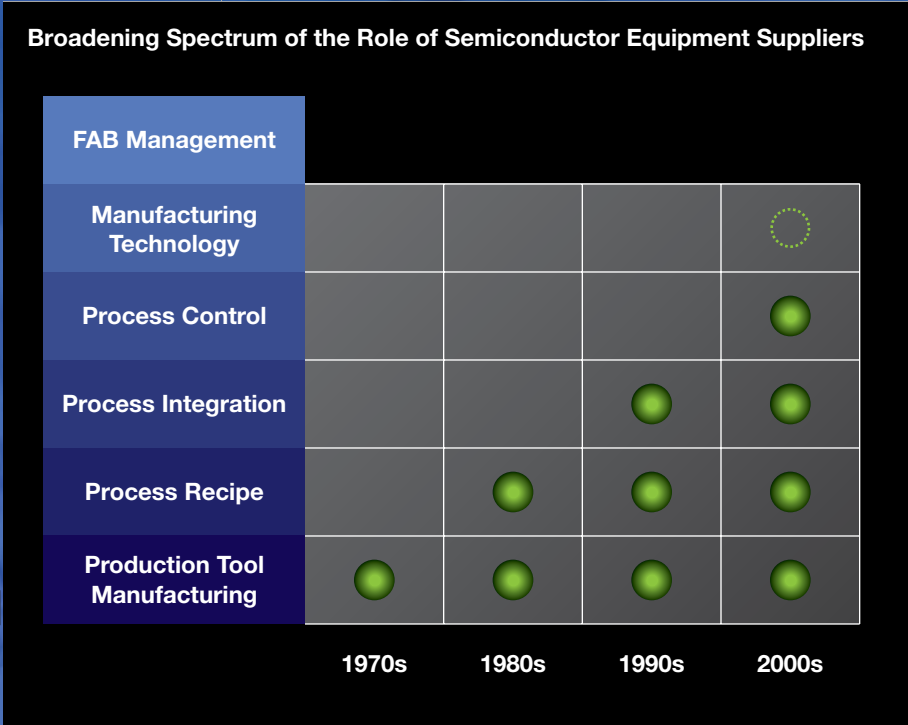 Broadening Spectrum of the Role of Semiconductor Equipment Suppliers
FAB Management
Manufacturing
Technology
Process Control
Process Integration
Process Recipe
Production Tool
Manufacturing
1970s
1980s
1990s
2000s